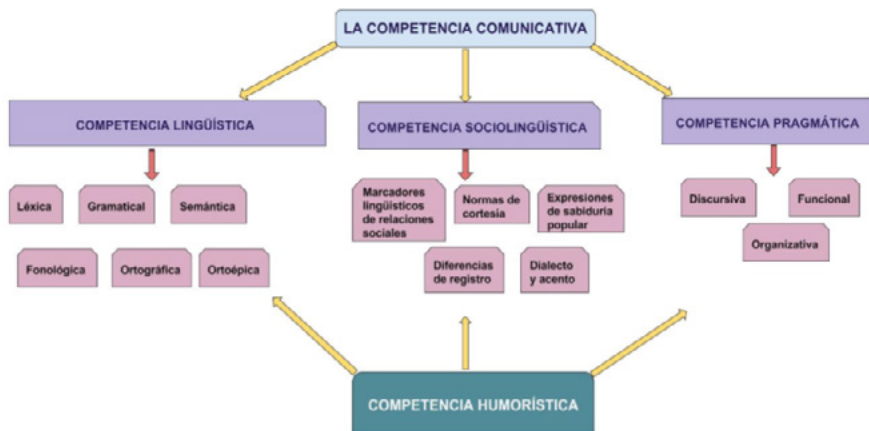 LA COMPETENCIA COMUNICATIVA
COMPETENCIA LINGÜÍSTICA
COMPETENCIA SOCIOLINGÜÍSTICA
COMPETENCIA PRAGMÁTICA
Léxica
Gramatical
Semántica
Fonológica
Ortográfica
Ortoépica
Marcadores
lingüísticos
de relaciones
sociales
Normas de
cortesía
Expresiones
de sabiduría
popular
Diferencias
de registro
Dialecto
y acento
Discursiva
Funcional
Organizativa
COMPETENCIA HUMORÍSTICA